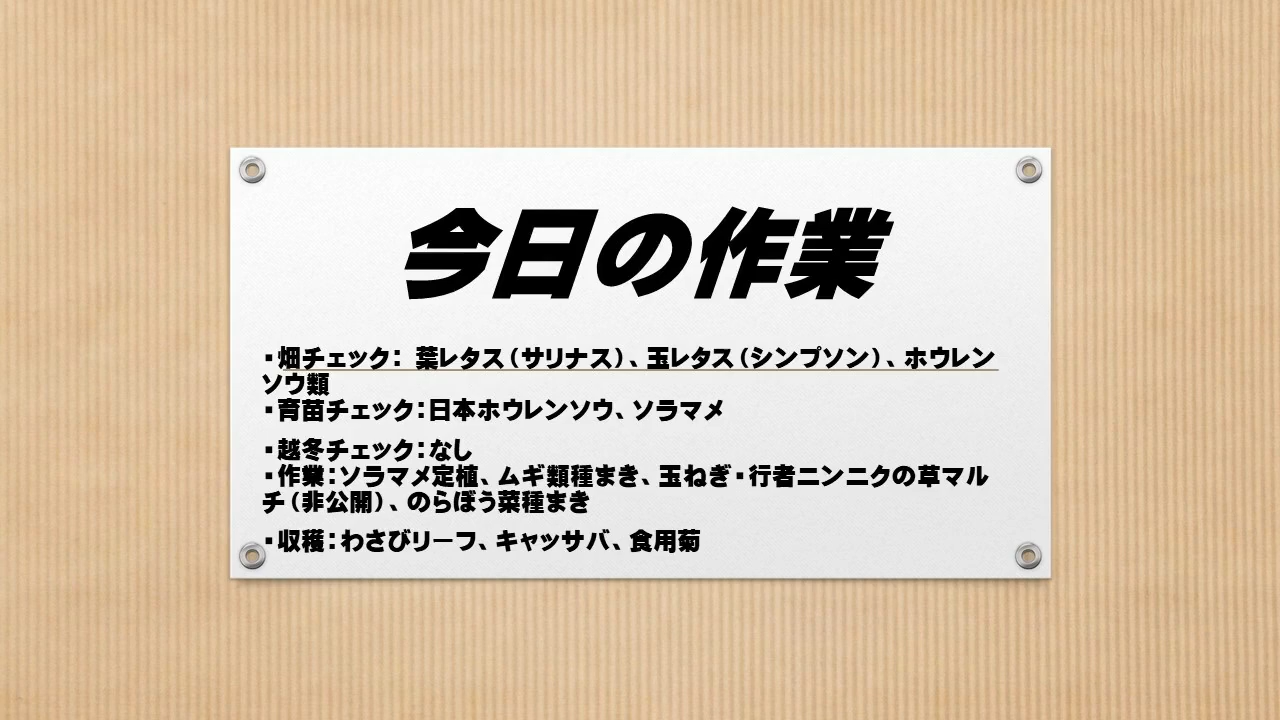 今日の作業
・畑チェック： 葉レタス（サリナス）、玉レタス（シンプソン）、ホウレン
ソウ類
・育苗チェック：日本ホウレンソウ、ソラマメ
・越冬チェック：なし
・作業：ソラマメ定植、ムギ類種まき、玉ねぎ・行者ニンニクの草マル
チ（非公開）、のらぼう菜種まき
・収穫：わさびリーフ、キャッサバ、食用菊